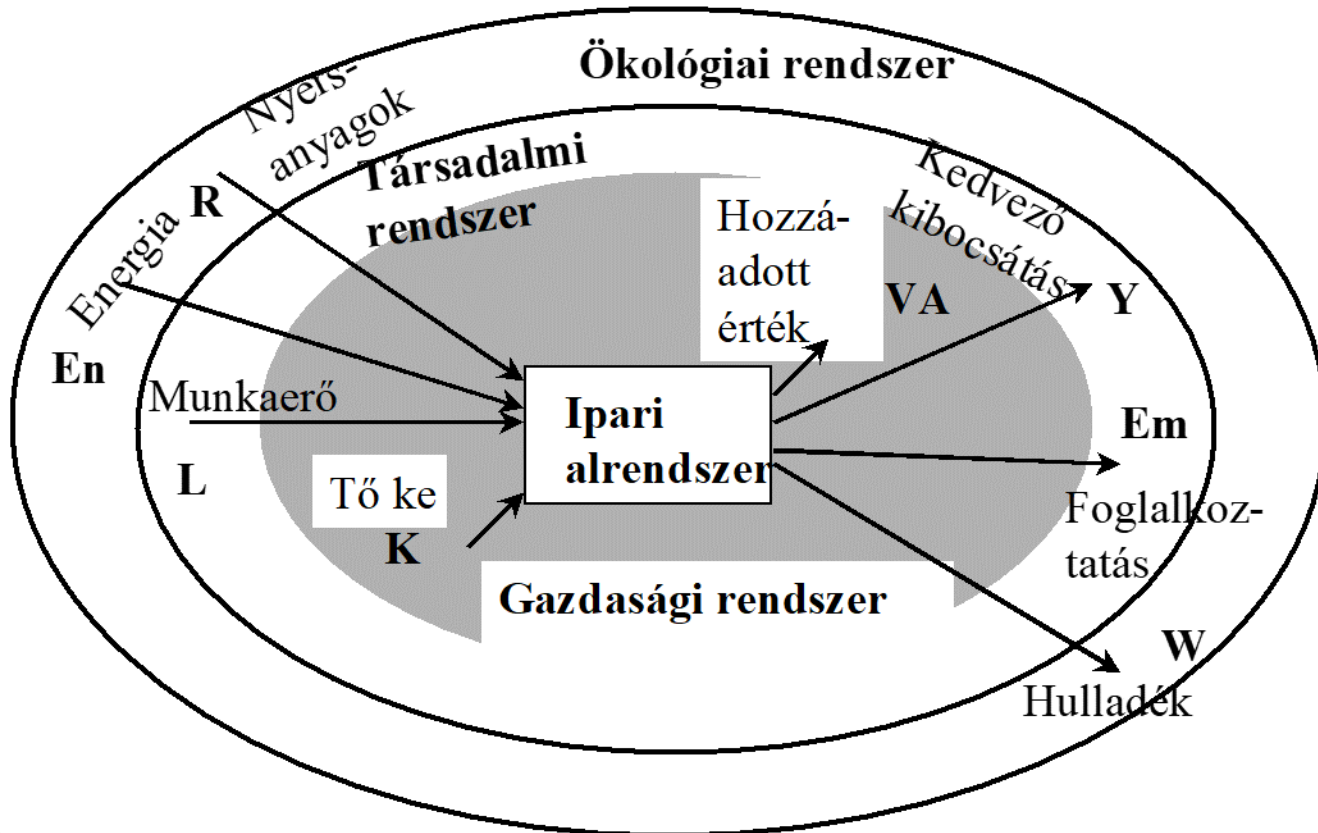 Ökológiai rendszer
Nyers-
anyagok
R
Társadalmi
rendszer
Kedvező
kibocsátás
Hozzá-
adott
érték
VA
Y
Energia
En
Munkaerő
L
Ipari
alrendszer
Em
Foglalkoz-
tatás
Tő ke
K
Gazdasági rendszer
W
Hulladék